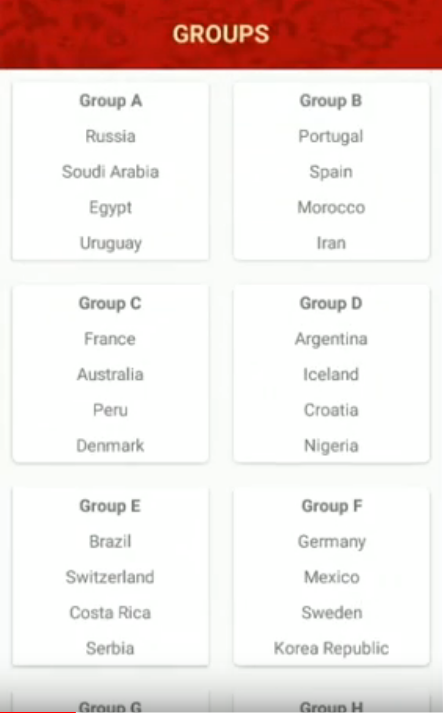 GROUPS
Group A
Russia
Soudi Arabia
Egypt
Uruguay
Group B
Portugal
Spain
Morocco
Iran
Group C
France
Australia
Peru
Denmark
Group D
Argentina
Iceland
Croatia
Nigeria
Group E
Brazil
Switzerland
Costa Rica
Serbia
Group F
Germany
Mexico
Sweden
Korea Republic
Group G
Group H